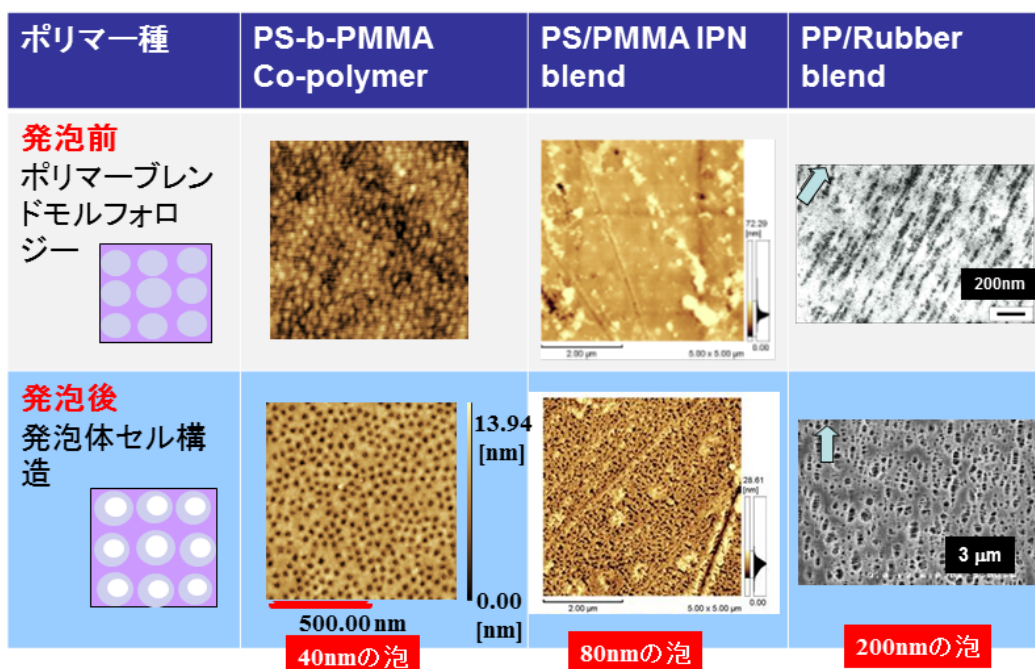 ポリマー種
PS-b-PMMA
Co-polymer
PS/PMMA IPN
blend
PP/Rubber
blend
発泡前
ポリマーブレン
ドモルフォロ
ジー
72.29
[nm]
0.00
2.00 µm
5.00 x 5.00 µm
200nm
発泡後
発泡体セル構
造
13.94
[nm]
0.00
[nm]
500.00 nm
40nmの泡
28.61
[nm]
0.00
2.00 µm
5.00 x 5.00 µm
80nmの泡
3 µm
200nmの泡